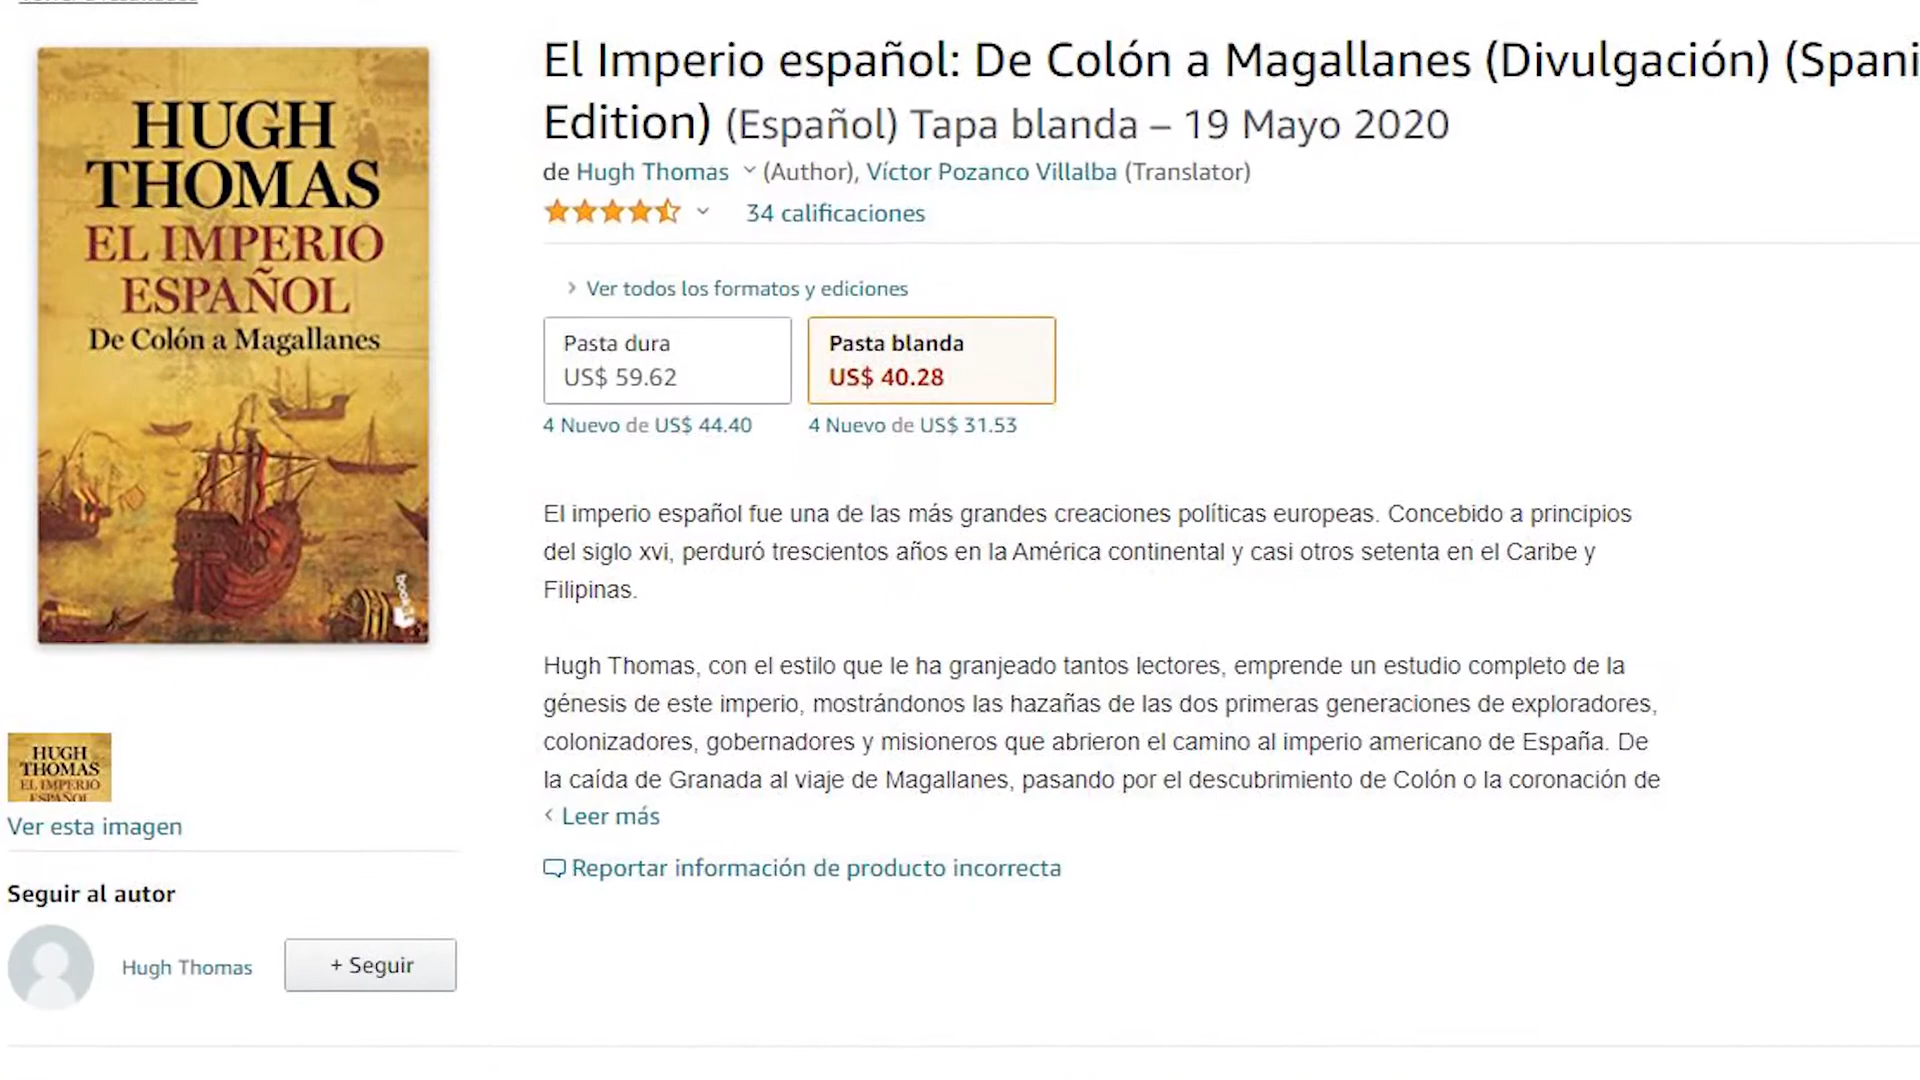 HUGH
THOMAS
EL IMPERIO
ESPAÑOL
De Colón a Magallanes
booket
El Imperio español: De Colón a Magallanes (Divulgación) (Spani
Edition) (Español) Tapa blanda – 19 Mayo 2020
de Hugh Thomas (Author), Víctor Pozanco Villalba (Translator)
34 calificaciones
Ver todos los formatos y ediciones
Pasta dura
US$ 59.62
4 Nuevo de US$ 44.40
Pasta blanda
US$ 40.28
4 Nuevo de US$ 31.53
El imperio español fue una de las más grandes creaciones políticas europeas. Concebido a principios
del siglo xvi, perduró trescientos años en la América continental y casi otros setenta en el Caribe y
Filipinas.
Hugh Thomas, con el estilo que le ha granjeado tantos lectores, emprende un estudio completo de la
génesis de este imperio, mostrándonos las hazañas de las dos primeras generaciones de exploradores,
colonizadores, gobernadores y misioneros que abrieron el camino al imperio americano de España. De
la caída de Granada al viaje de Magallanes, pasando por el descubrimiento de Colón o la coronación de
Leer más
Reportar información de producto incorrecta
HUGH
THOMAS
EL IMPERIO
ESPAÑOL
Ver esta imagen
Seguir al autor
Hugh Thomas
+ Seguir